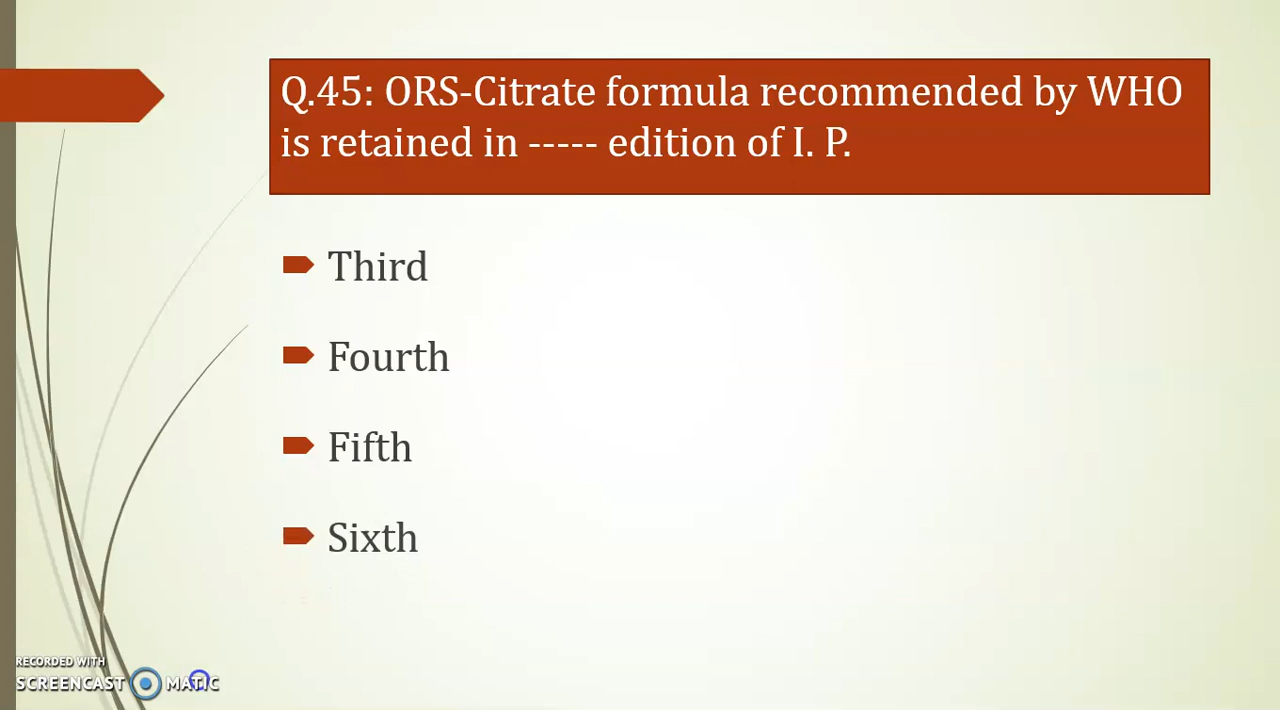 Q.45: ORS-Citrate formula recommended by WHO
is retained in ----- edition of I. P.
Third
Fourth
Fifth
Sixth
RECORDED WITH
SCREENCAST MATIC